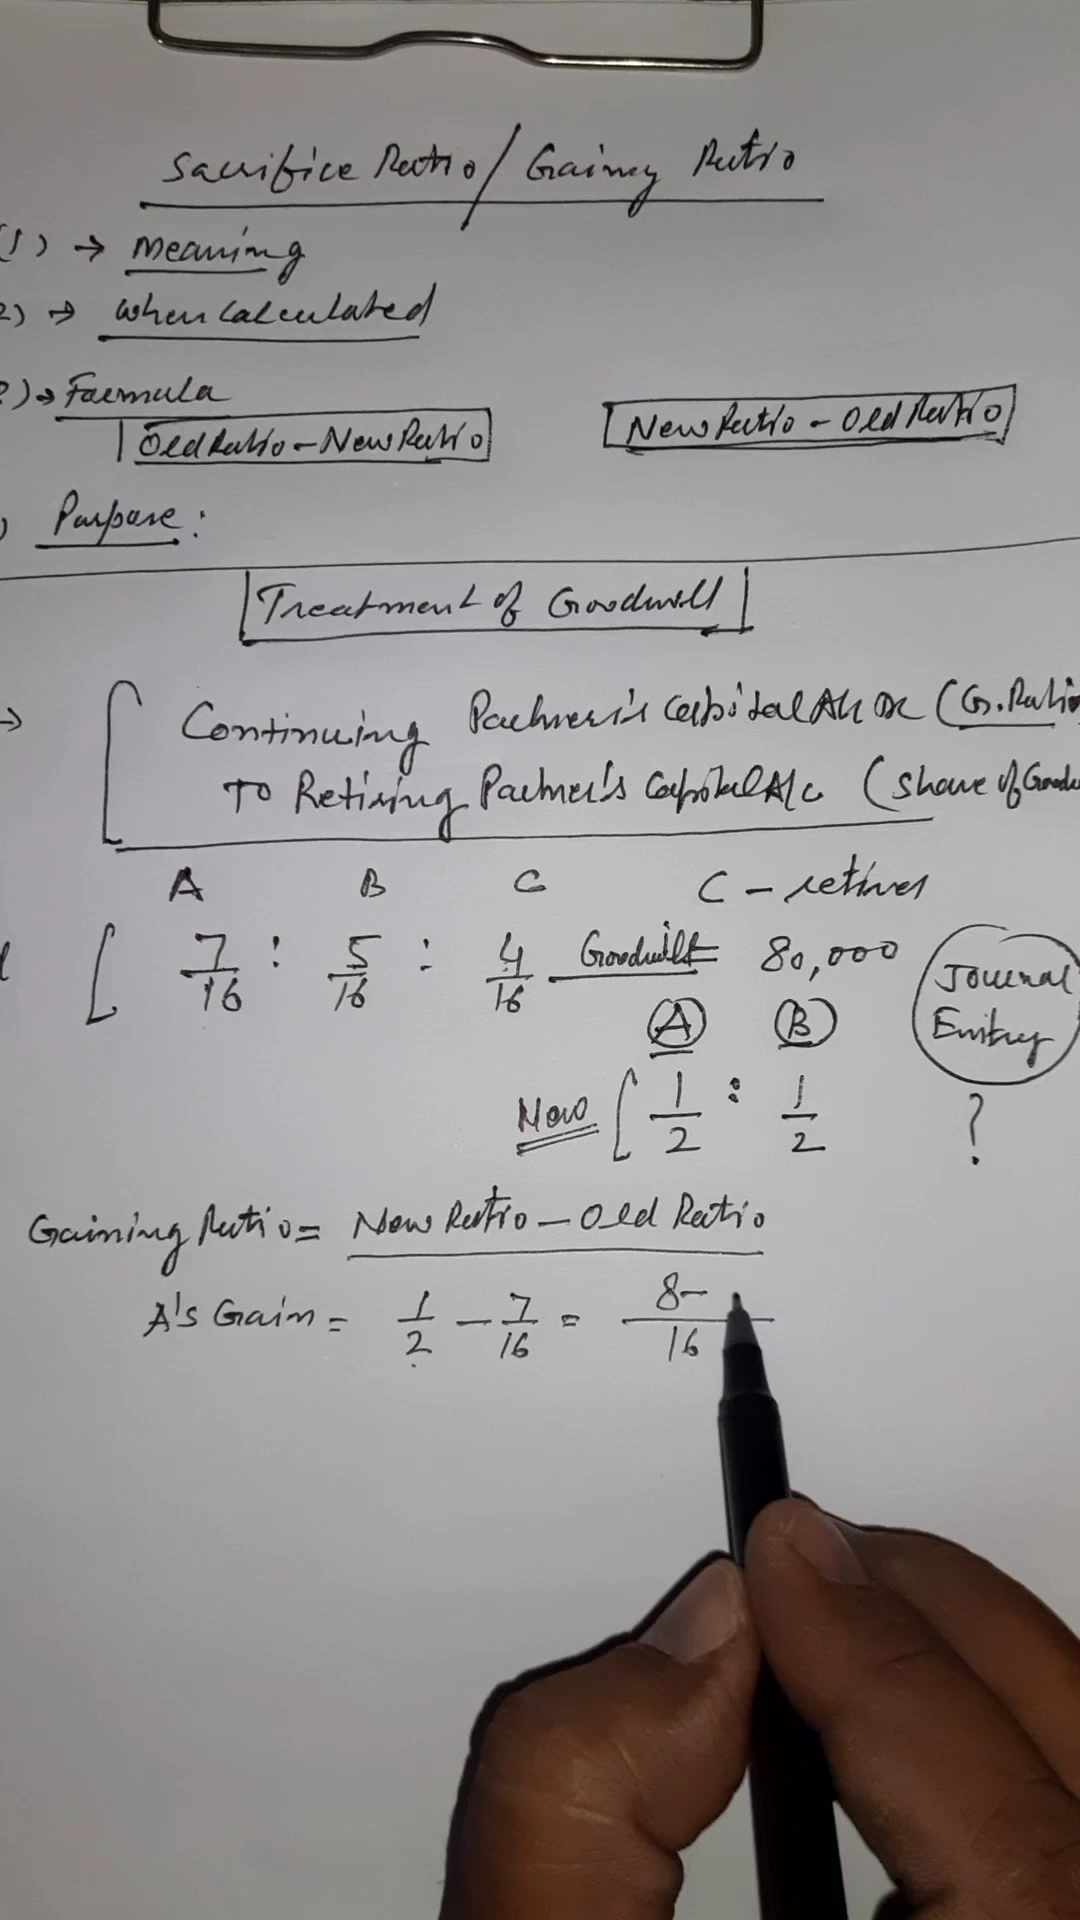 Sacrifice Ratio/Gaining Ratio
(1) → Meaning
2) → When Calculated
→ Formula
Old Ratio - New Ratio New Ratio - Old Ratio
) Purpose:
Treatment of Goodwill
→ Continuing Partner's Capital A/c Dr (G.Ratio
To Retiring Partner's Capital A/c (Share of Goodw
A B C C - retires
7/16 : 5/16 : 4/16 Goodwill = 80,000
Journal Entry
A B
New 1/2 : 1/2 ?
Gaining Ratio = New Ratio - Old Ratio
A's Gain = 1/2 - 7/16 = 8-/16